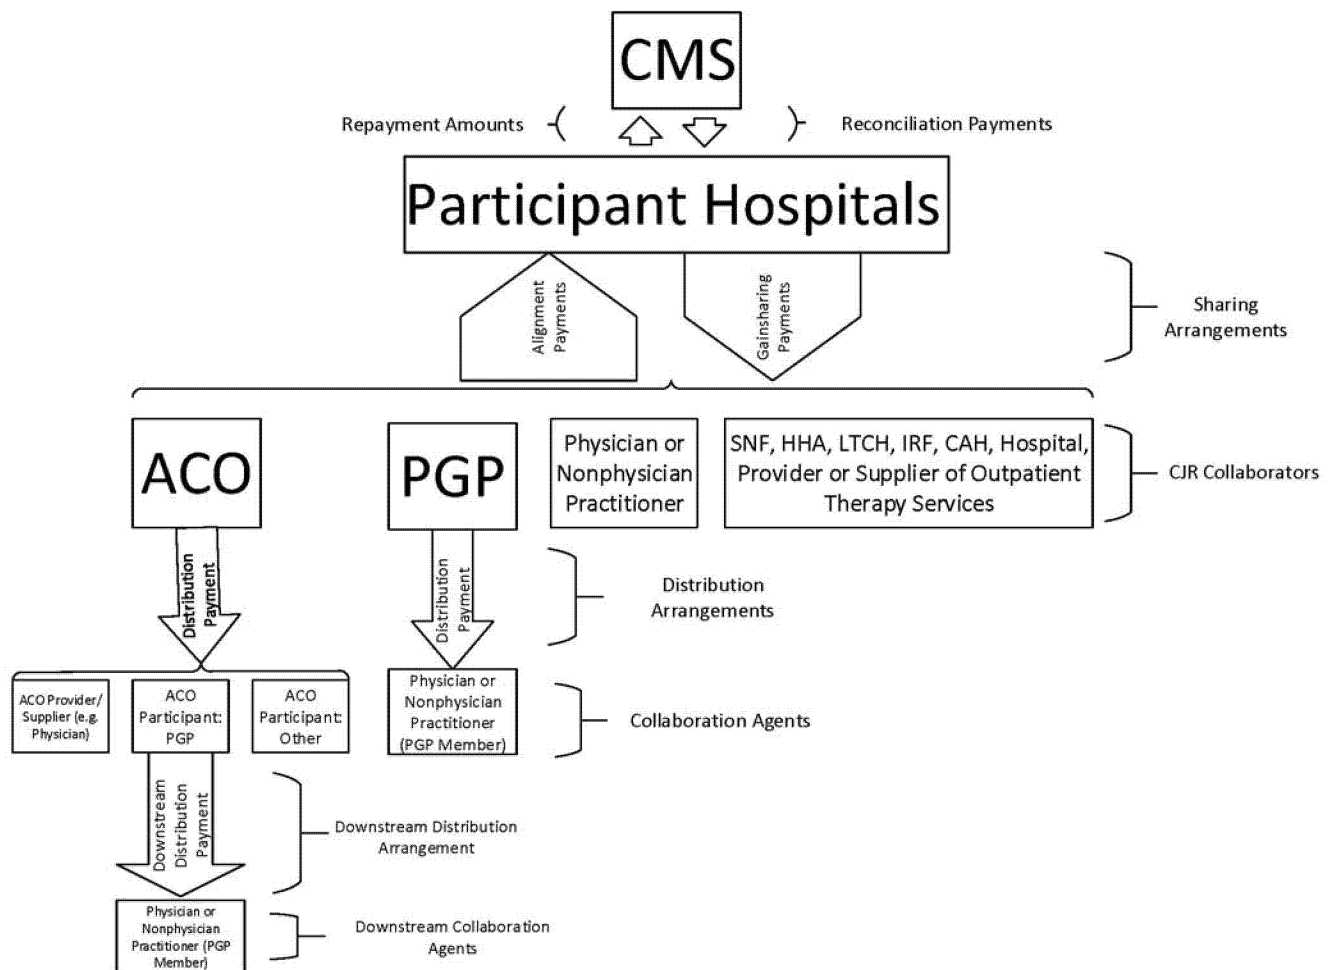 CMS
Repayment Amounts
Reconciliation Payments
Participant Hospitals
Alignment
Payments
Gainsharing
Payments
Sharing
Arrangements
ACO
PGP
Physician or
Nonphysician
Practitioner
SNF, HHA, LTCH, IRF, CAH, Hospital,
Provider or Supplier of Outpatient
Therapy Services
CJR Collaborators
Distribution
Payment
Distribution
Payment
Distribution
Arrangements
ACO Provider/
Supplier (e.g.
Physician)
ACO
Participant:
PGP
ACO
Participant:
Other
Physician or
Nonphysician
Practitioner
(PGP Member)
Collaboration Agents
Downstream
Distribution
Payment
Downstream Distribution
Arrangement
Physician or
Nonphysician
Practitioner (PGP
Member)
Downstream Collaboration
Agents